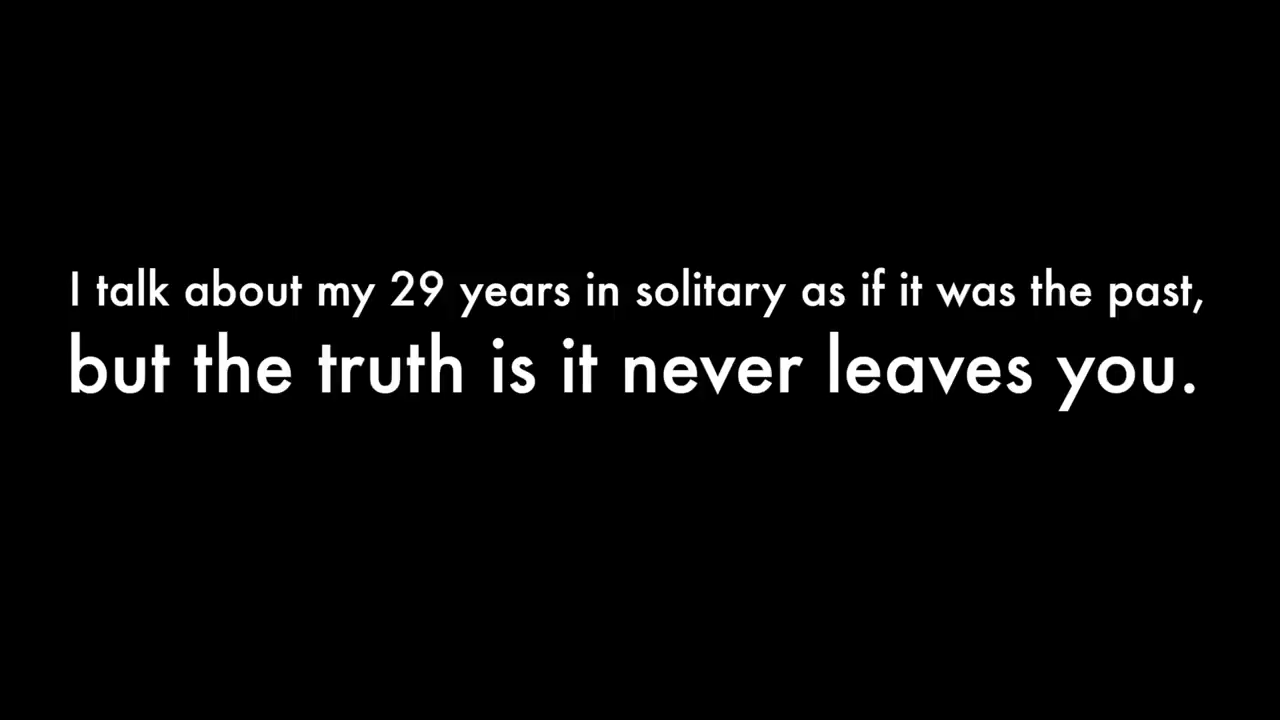 I talk about my 29 years in solitary as if it was the past,
but the truth is it never leaves you.